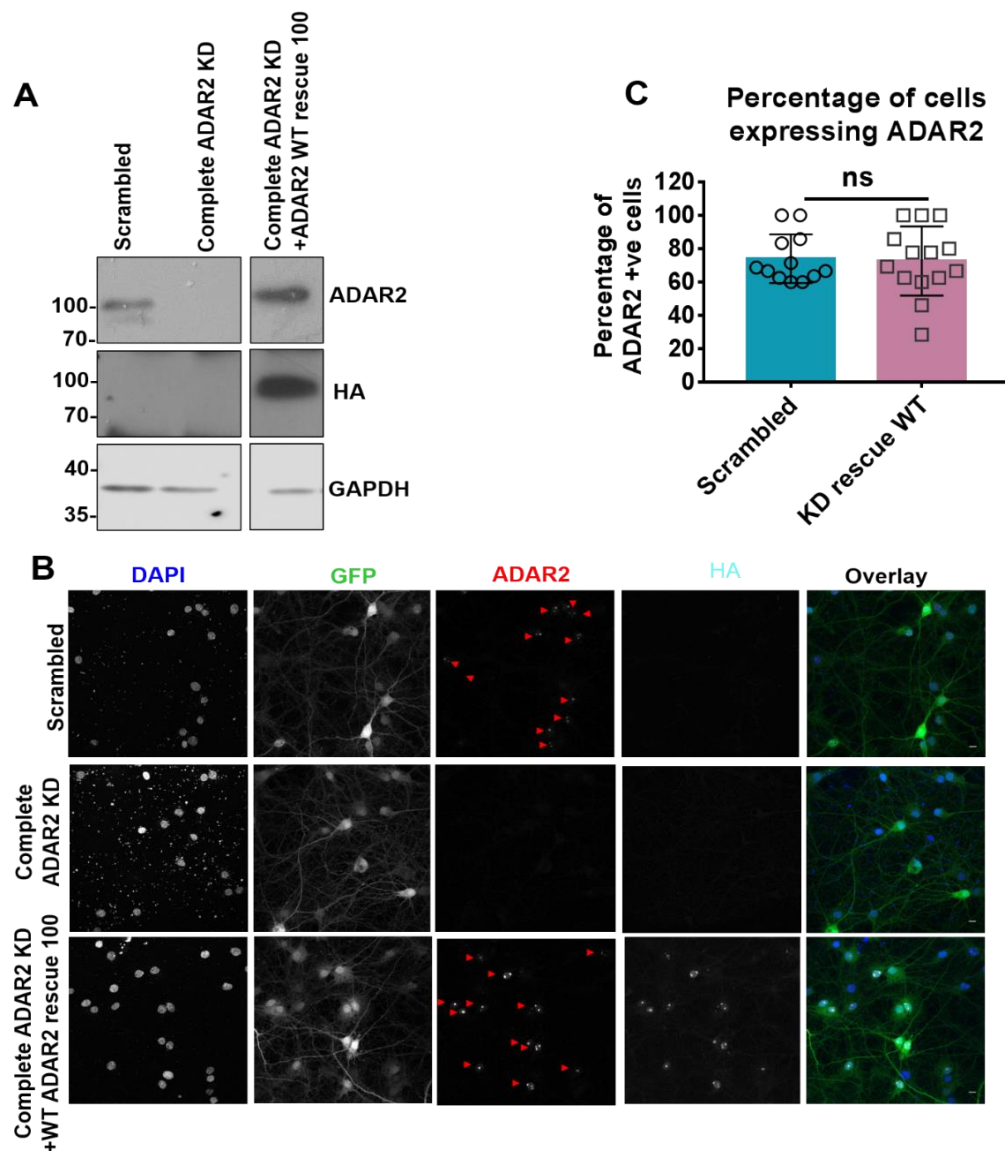 A
Scrambled
Complete ADAR2 KD
Complete ADAR2 KD
+ADAR2 WT rescue 100
100
70
ADAR2
100
70
HA
40
35
GAPDH
C
Percentage of cells
expressing ADAR2
ns
Percentage of
ADAR2 +ve cells
120
100
80
60
40
20
0
Scrambled
KD rescue WT
B
DAPI
GFP
ADAR2
HA
Overlay
Scrambled
Complete
ADAR2 KD
Complete ADAR2 KD
+WT ADAR2 rescue 100